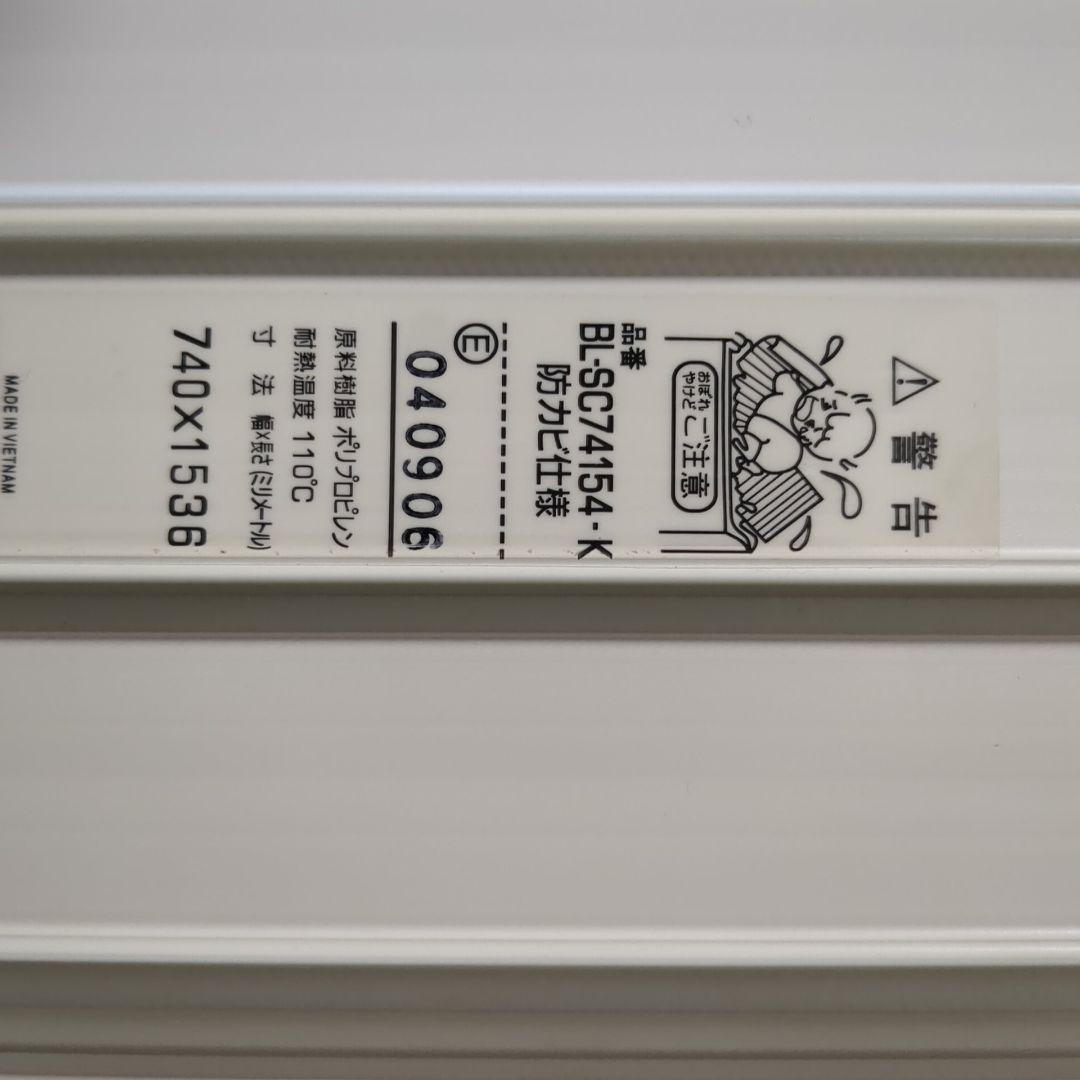 警告
おぼれ
やけど
ご注意
品番
BL-SC74154-K
防カビ仕様
E
040906
原料樹脂 ポリプロピレン
耐熱温度 110℃
寸 法 幅X長さ(ミリメートル)
740×1536
MADE IN VIETNAM